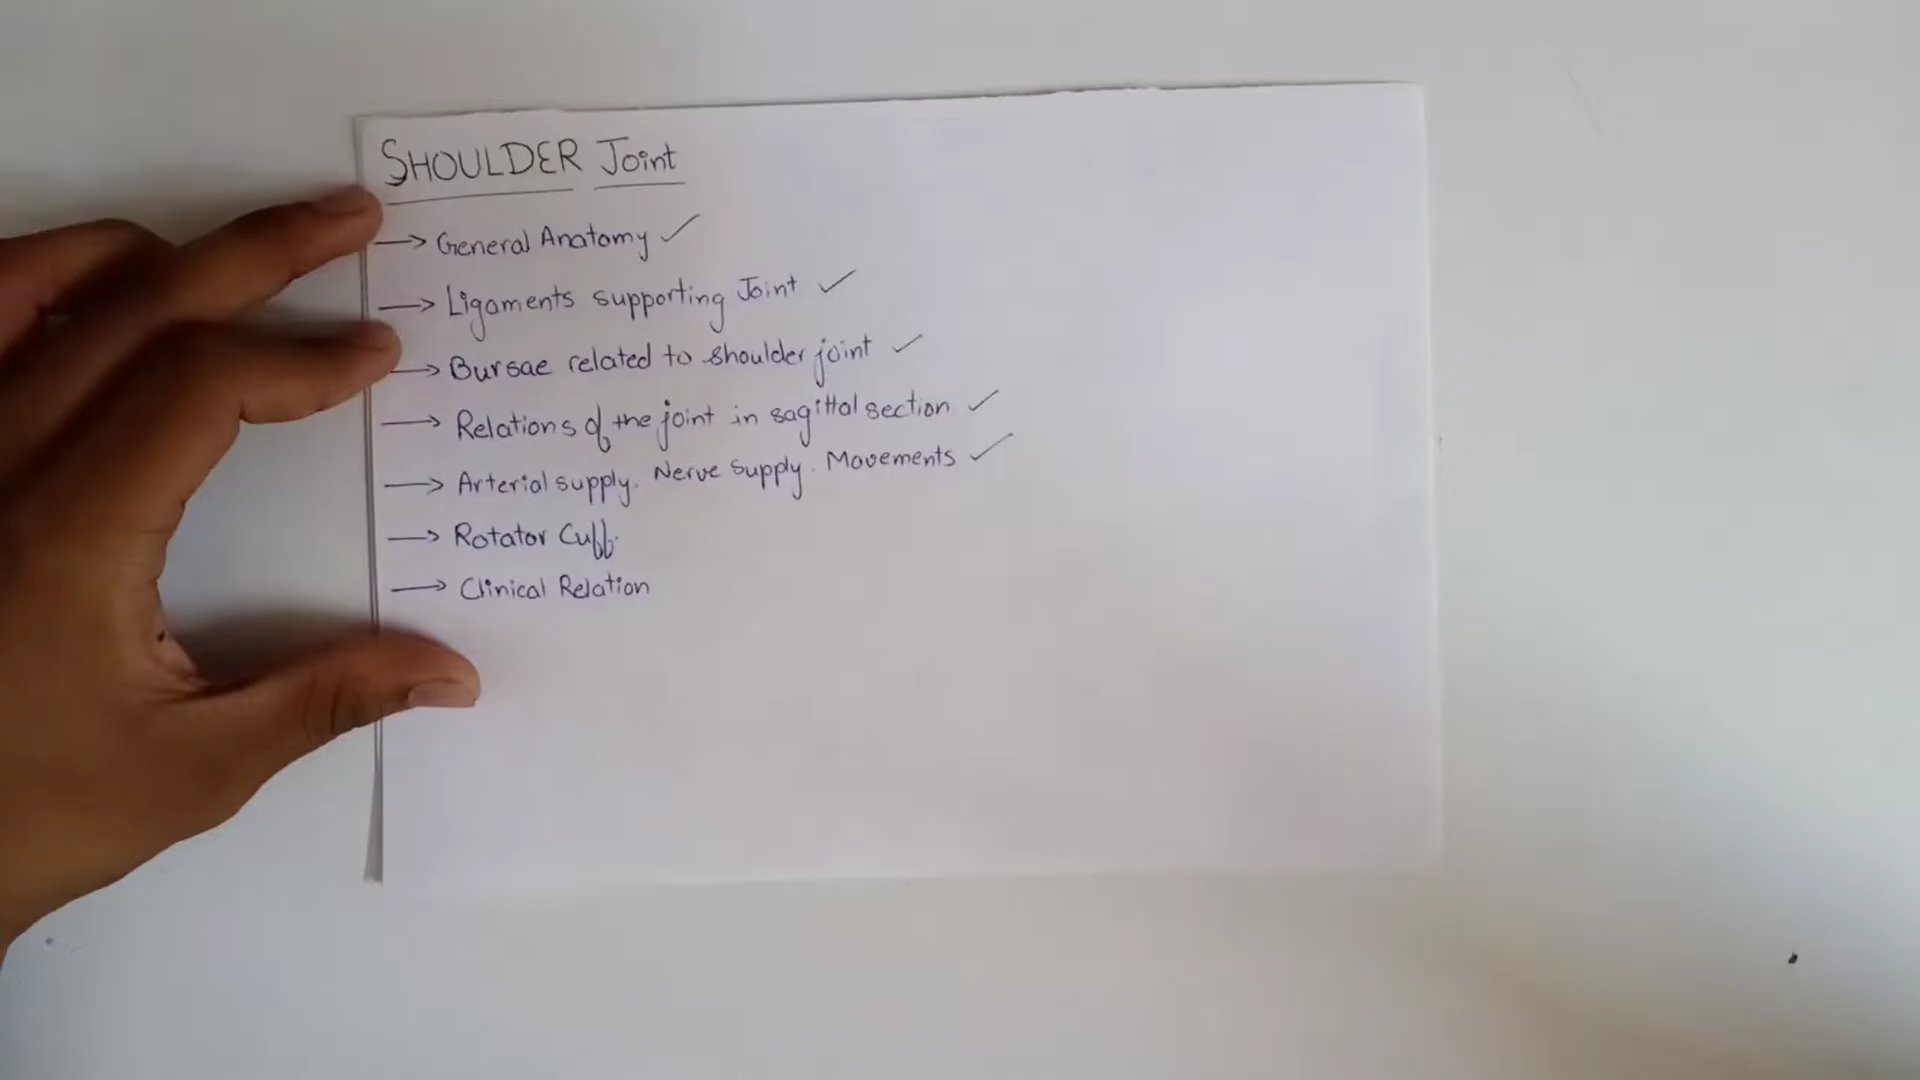 SHOULDER Joint
→ General Anatomy ✓
→ Ligaments supporting Joint ✓
→ Bursae related to shoulder joint ✓
→ Relations of the joint in sagittal section ✓
→ Arterial supply. Nerve supply. Movements ✓
→ Rotator Cuff.
→ Clinical Relation